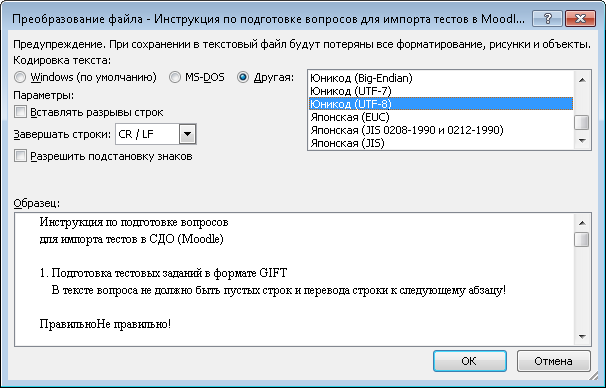 Преобразование файла - Инструкция по подготовке вопросов для импорта тестов в Moodl...
Предупреждение. При сохранении в текстовый файл будут потеряны все форматирование, рисунки и объекты.
Кодировка текста:
Windows (по умолчанию) MS-DOS Другая:
Юникод (Big-Endian)
Юникод (UTF-7)
Юникод (UTF-8)
Японская (EUC)
Японская (JIS 0208-1990 и 0212-1990)
Японская (JIS)
Параметры:
Вставлять разрывы строк
Завершать строки: CR / LF
Разрешить подстановку знаков
Образец:
Инструкция по подготовке вопросов
для импорта тестов в СДО (Moodle)
1. Подготовка тестовых заданий в формате GIFT
В тексте вопроса не должно быть пустых строк и перевода строки к следующему абзацу!
ПравильноНе правильно!
ОК Отмена